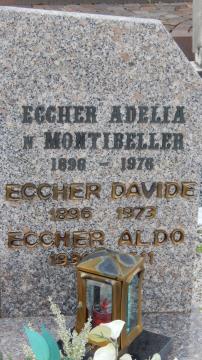 ECCHER ADELIA
N. MONTIBELLER
1896 - 1976
ECCHER DAVIDE
1896 1973
ECCHER ALDO